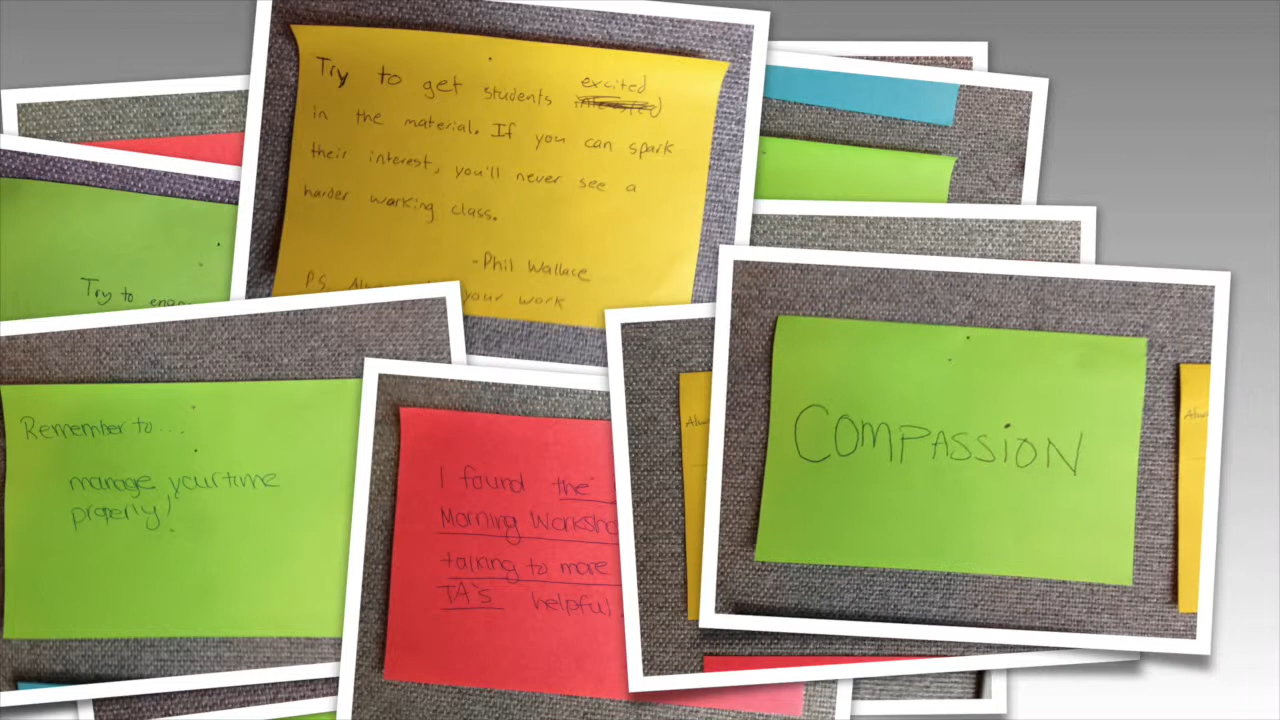 Try to get students excited
in the material. If you can spark
their interest, you'll never see a
harder working class.
-Phil Wallace
P.S. your work
Try to
Remember to...
manage your time
properly!
I found the
Morning
talking to more
TA's helpful
COMPASSION